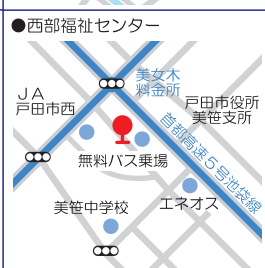 ●西部福祉センター
美女木
料金所
JA
戸田市西
戸田市役所
美笹支所
首都高速5号池袋線
無料バス乗場
美笹中学校
エネオス